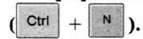 (Ctrl + N).